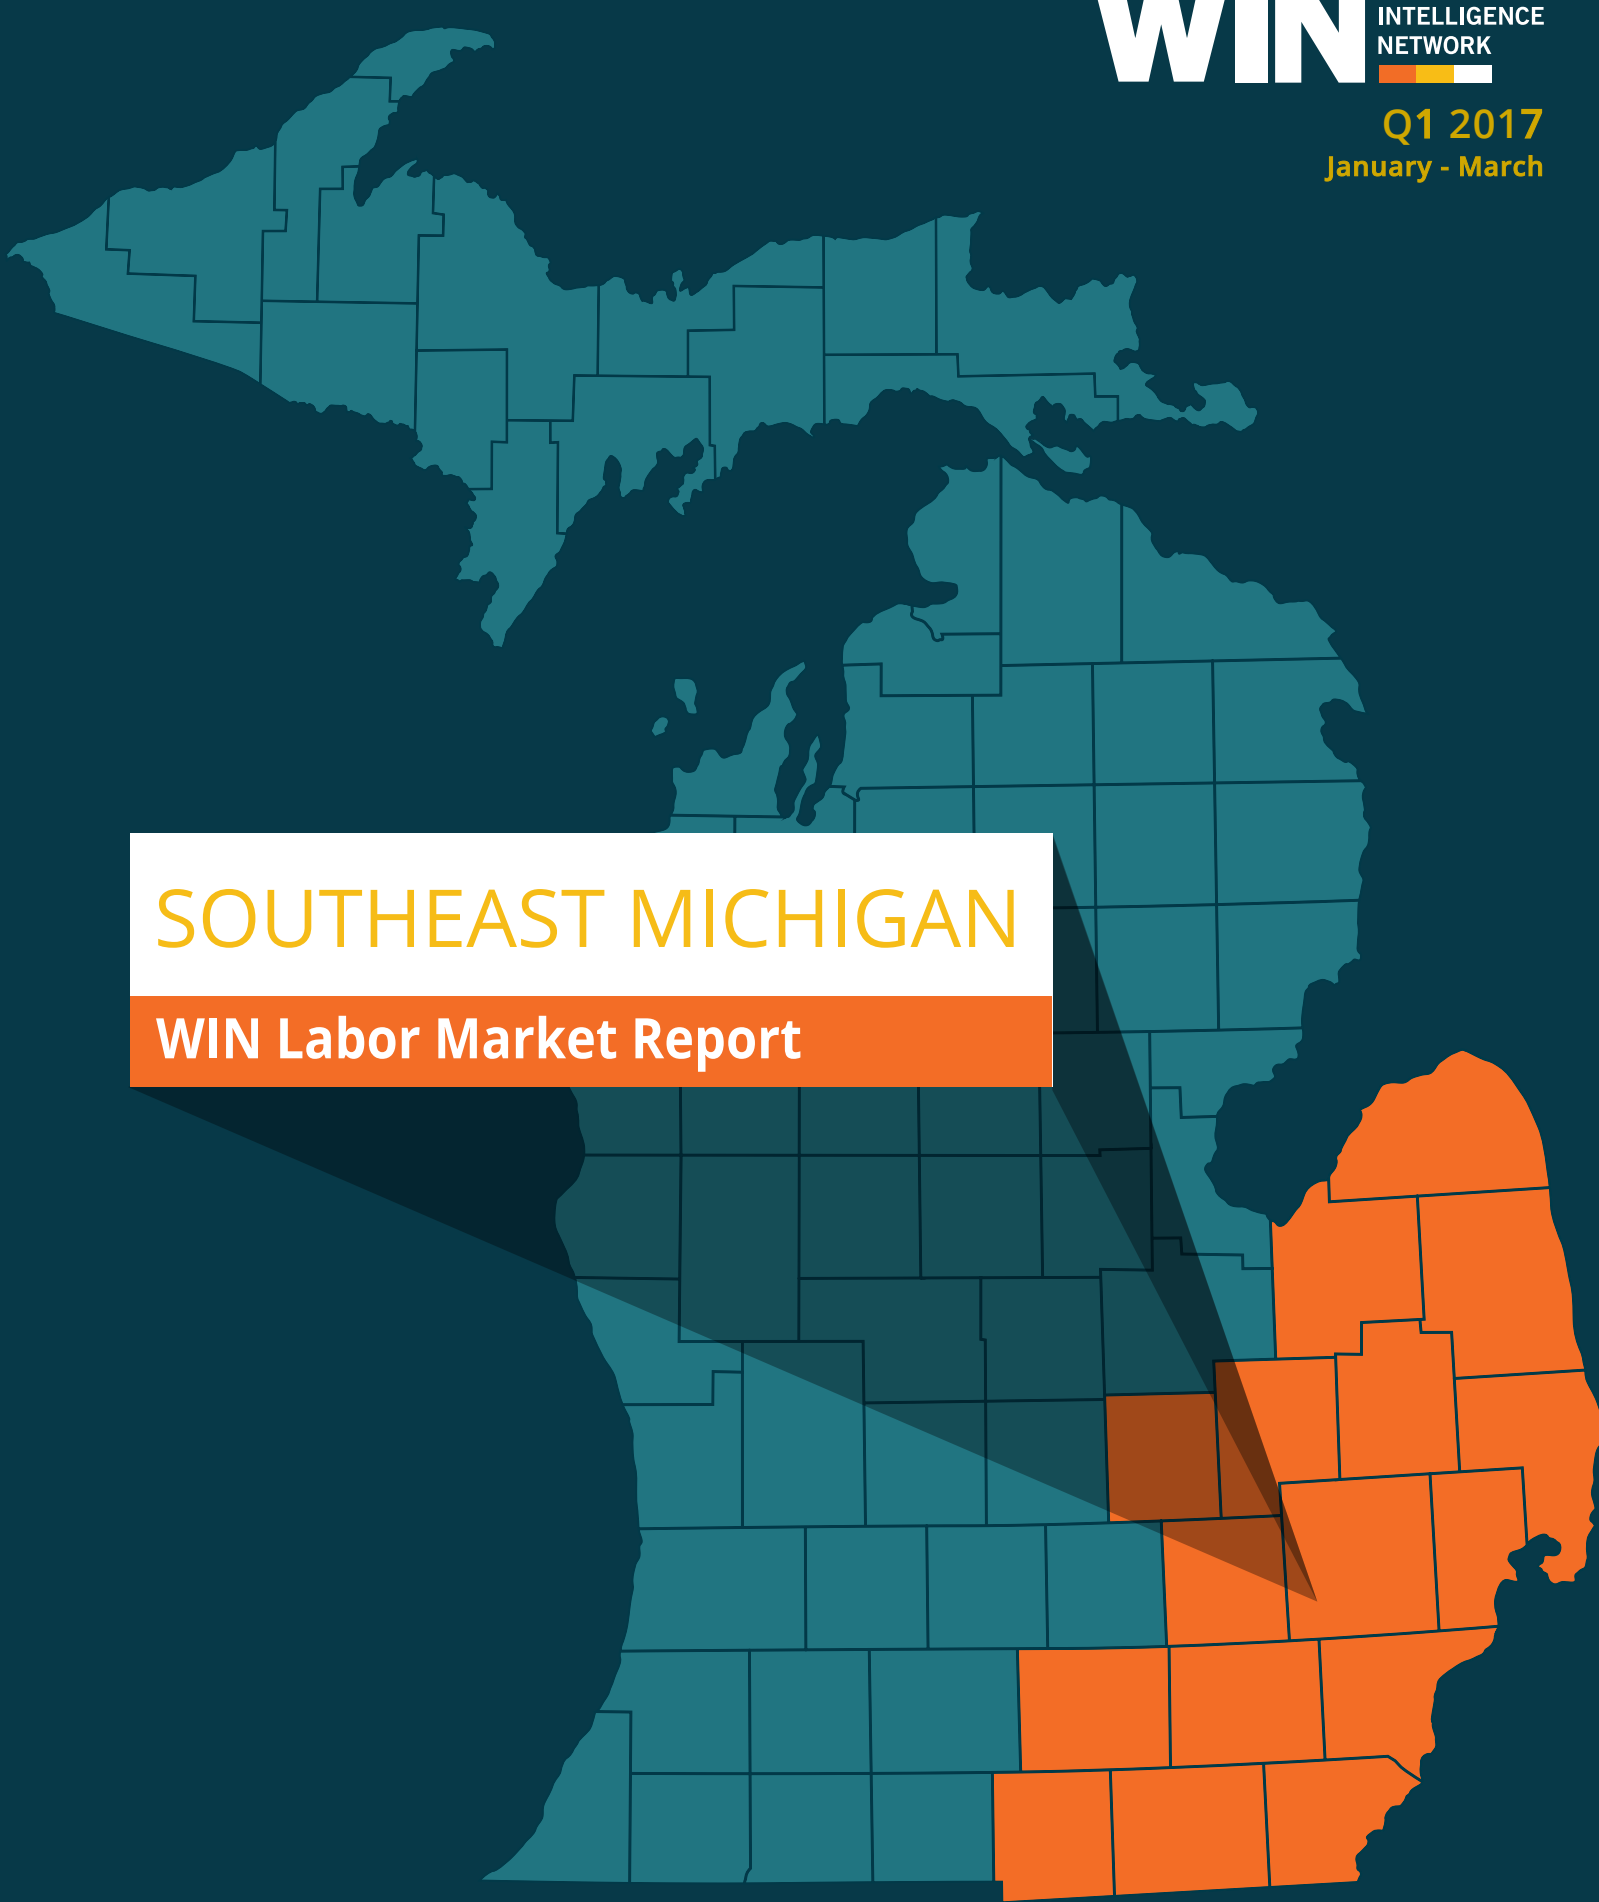 WIN INTELLIGENCE
NETWORK
Q1 2017
January - March
SOUTHEAST MICHIGAN
WIN Labor Market Report